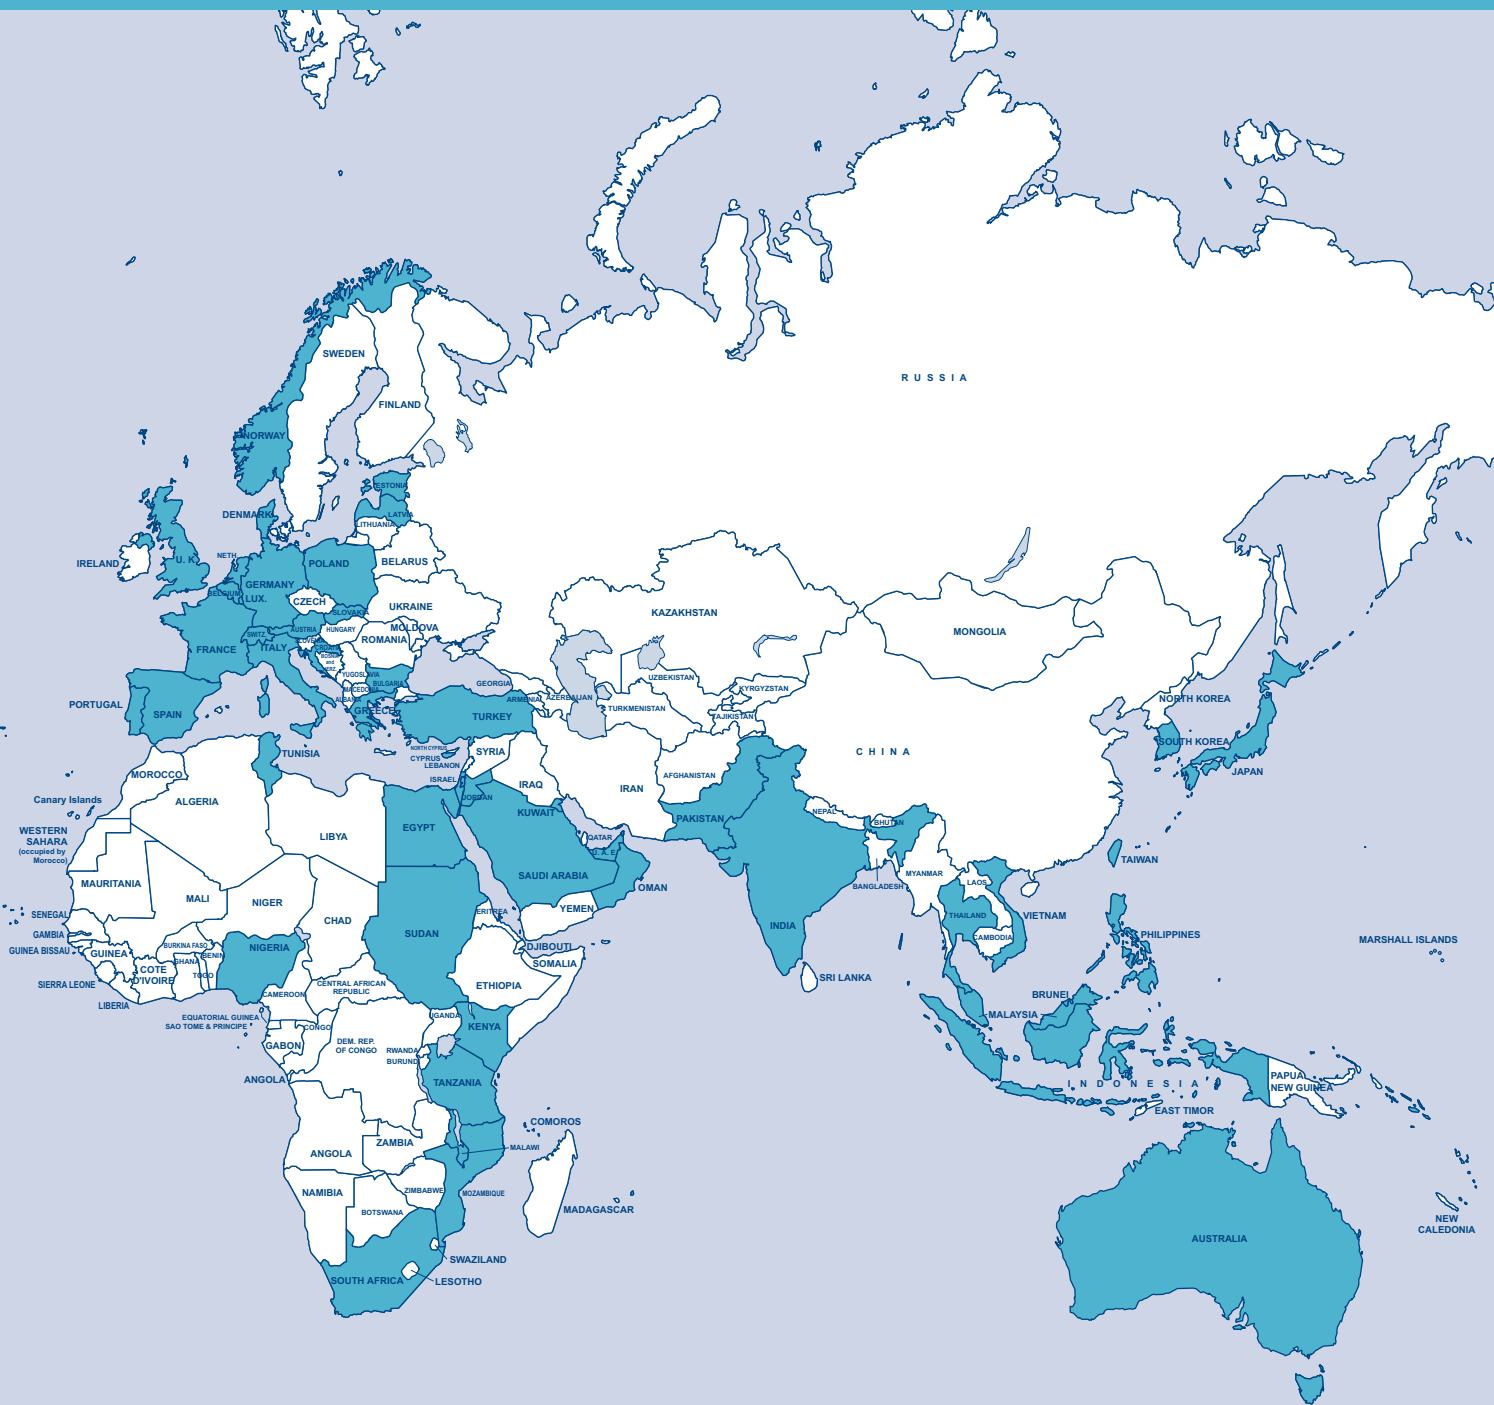 RUSSIA
SWEDEN
FINLAND
NORWAY
ESTONIA
LATVIA
LITHUANIA
DENMARK
IRELAND
U. K.
NETH.
POLAND
BELARUS
BELGIUM
GERMANY
LUX.
CZECH
SLOVAKIA
UKRAINE
AUSTRIA
HUNGARY
MOLDOVA
ROMANIA
SWITZ.
SLOVENIA
FRANCE
ITALY
CROATIA
BOSNIA
and
HERZ.
YUGOSLAVIA
BULGARIA
MACEDONIA
ALBANIA
GREECE
PORTUGAL
SPAIN
TURKEY
GEORGIA
ARMENIA
AZERBAIJAN
KAZAKHSTAN
UZBEKISTAN
TURKMENISTAN
KYRGYZSTAN
TAJIKISTAN
MONGOLIA
CHINA
NORTH KOREA
SOUTH KOREA
JAPAN
TUNISIA
NORTH CYPRUS
CYPRUS
LEBANON
SYRIA
ISRAEL
JORDAN
IRAQ
IRAN
AFGHANISTAN
KUWAIT
PAKISTAN
NEPAL
BHUTAN
QATAR
U. A. E.
SAUDI ARABIA
OMAN
YEMEN
INDIA
BANGLADESH
MYANMAR
LAOS
THAILAND
VIETNAM
CAMBODIA
TAIWAN
PHILIPPINES
MARSHALL ISLANDS
SRI LANKA
BRUNEI
MALAYSIA
INDONESIA
PAPUA
NEW GUINEA
EAST TIMOR
NEW
CALEDONIA
AUSTRALIA
MOROCCO
ALGERIA
Canary Islands
WESTERN
SAHARA
(occupied by
Morocco)
LIBYA
EGYPT
MAURITANIA
MALI
NIGER
CHAD
SUDAN
ERITREA
DJIBOUTI
SOMALIA
ETHIOPIA
SENEGAL
GAMBIA
GUINEA BISSAU
GUINEA
SIERRA LEONE
LIBERIA
COTE
D'IVOIRE
BURKINA FASO
GHANA
TOGO
BENIN
NIGERIA
CAMEROON
CENTRAL AFRICAN
REPUBLIC
EQUATORIAL GUINEA
SAO TOME & PRINCIPE
GABON
CONGO
DEM. REP.
OF CONGO
UGANDA
KENYA
RWANDA
BURUNDI
TANZANIA
ANGOLA
ANGOLA
ZAMBIA
COMOROS
MALAWI
MOZAMBIQUE
ZIMBABWE
NAMIBIA
BOTSWANA
MADAGASCAR
SWAZILAND
SOUTH AFRICA
LESOTHO